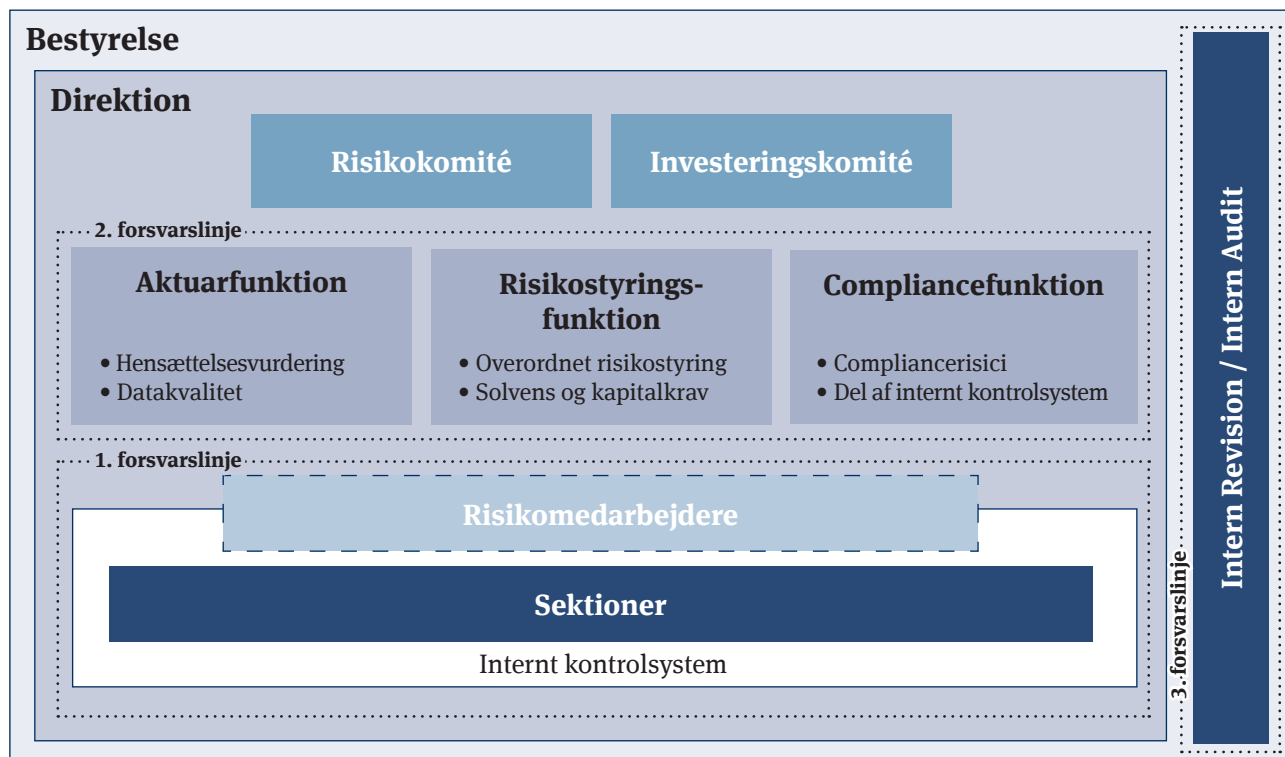 Bestyrelse
Direktion
Risikokomité
Investeringskomité
2. forsvarslinje
Aktuarfunktion
• Hensættelsesvurdering
• Datakvalitet
Risikostyrings-
funktion
• Overordnet risikostyring
• Solvens og kapitalkrav
Compliancefunktion
• Compliancerisici
• Del af internt kontrolsystem
1. forsvarslinje
Risikomedarbejdere
Sektioner
Internt kontrolsystem
3. forsvarslinje
Intern Revision / Intern Audit